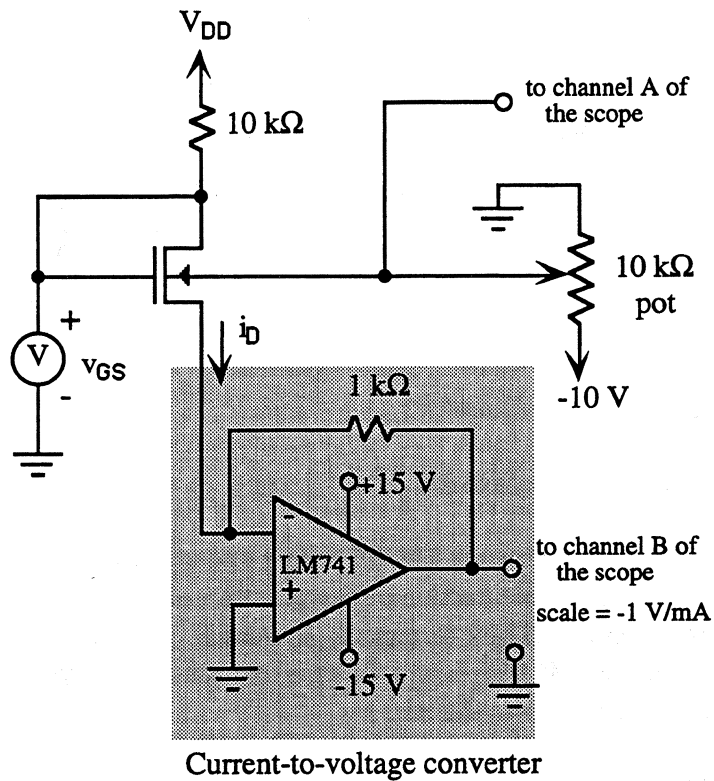 VDD
10 kΩ
to channel A of
the scope
10 kΩ
pot
-10 V
+
V
vGS
-
iD
1 kΩ
+15 V
-
LM741
+
-15 V
to channel B of
the scope
scale = -1 V/mA
Current-to-voltage converter